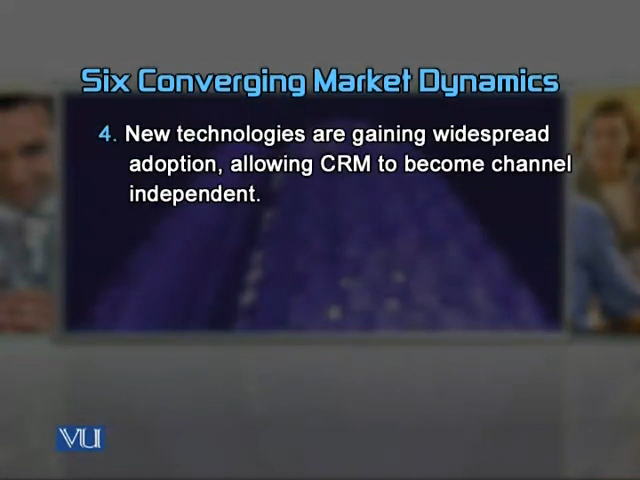 Six Converging Market Dynamics
4. New technologies are gaining widespread
adoption, allowing CRM to become channel
independent.
VU